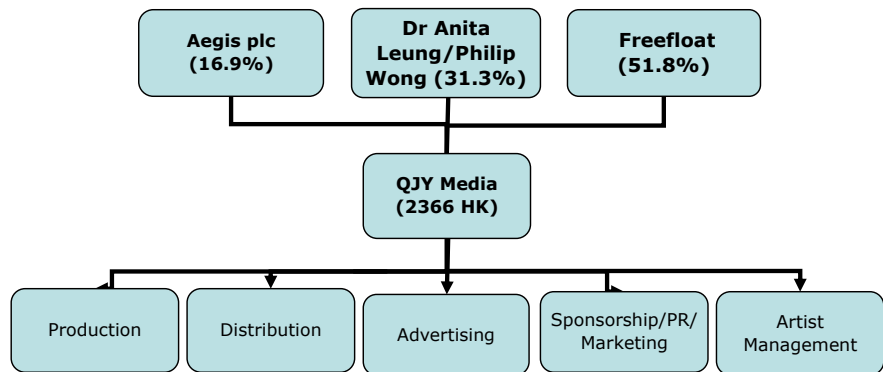 Aegis plc
(16.9%)
Dr Anita
Leung/Philip
Wong (31.3%)
Freefloat
(51.8%)
QJY Media
(2366 HK)
Production
Distribution
Advertising
Sponsorship/PR/
Marketing
Artist
Management